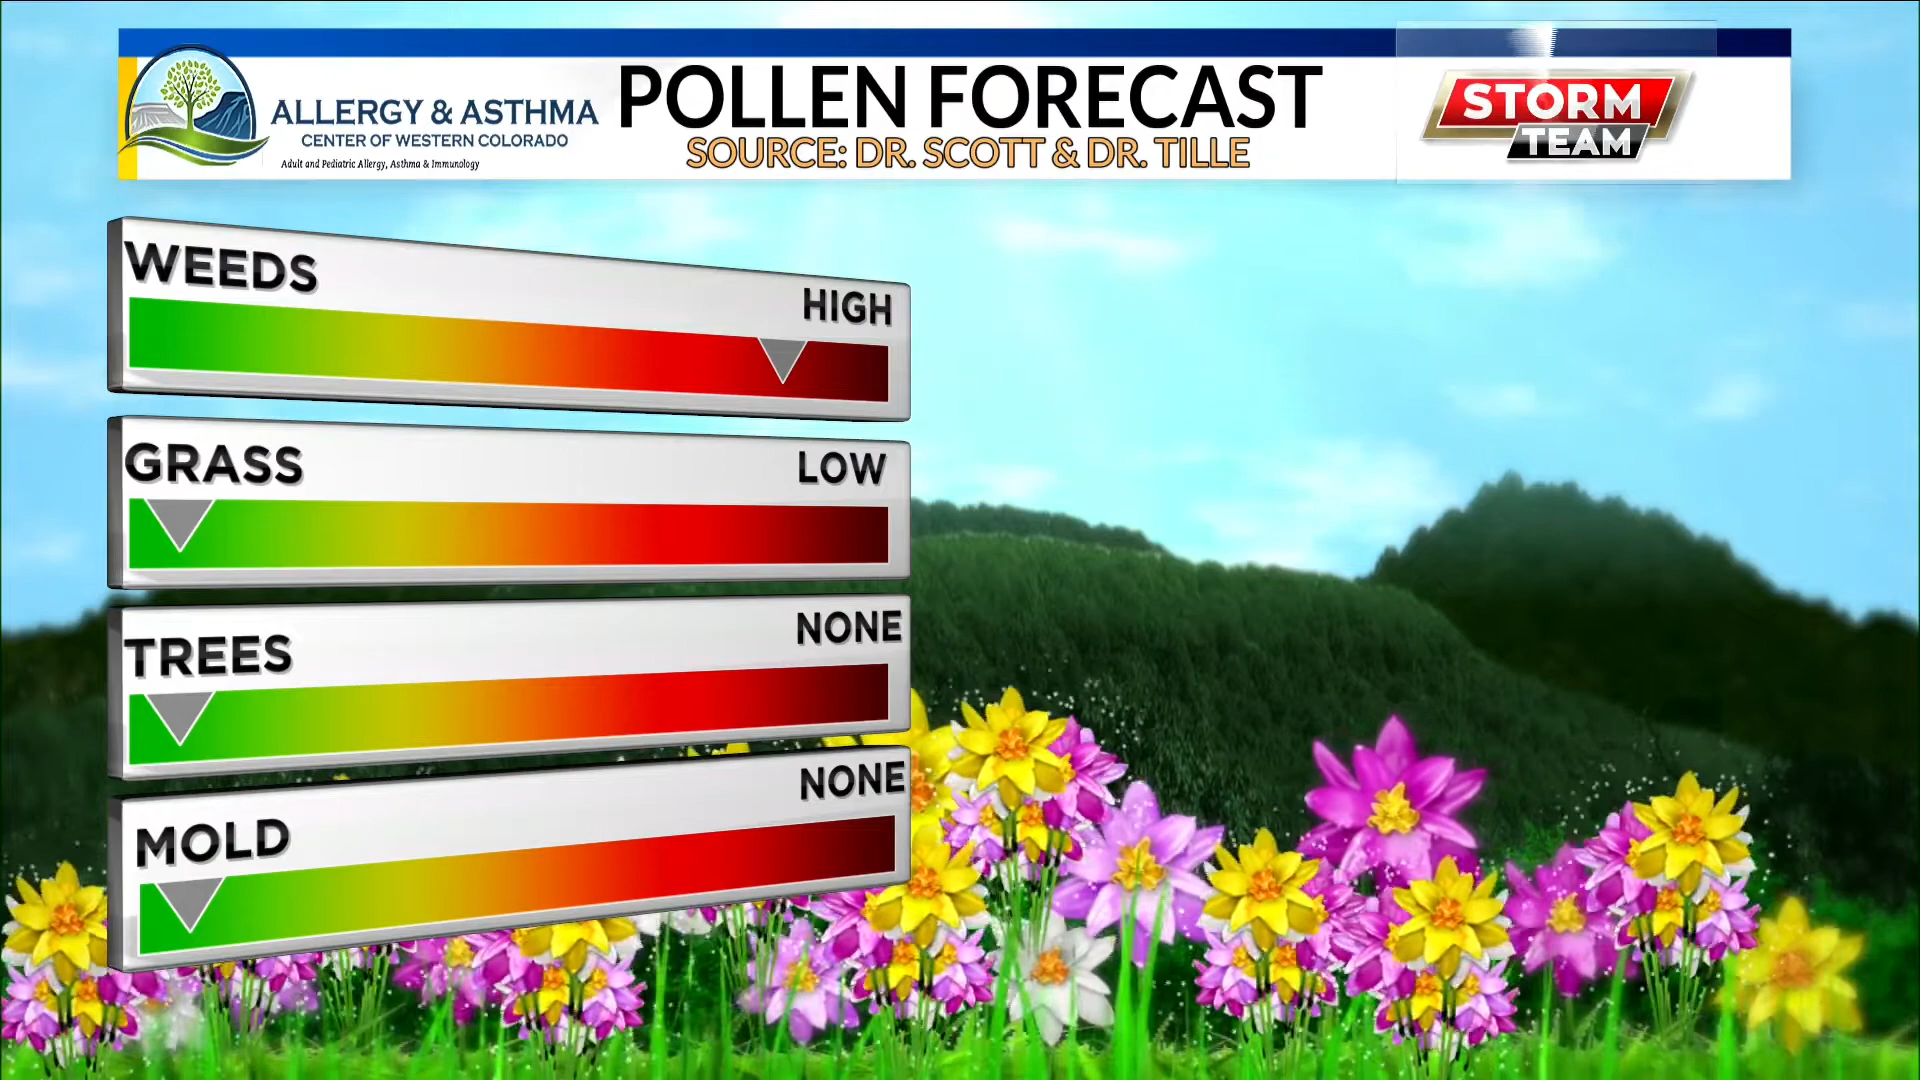 POLLEN FORECAST
SOURCE: DR. SCOTT & DR. TILLE
ALLERGY & ASTHMA
CENTER OF WESTERN COLORADO
Adult and Pediatric Allergy, Asthma & Immunology
STORM
TEAM
WEEDS
HIGH
GRASS
LOW
TREES
NONE
MOLD
NONE